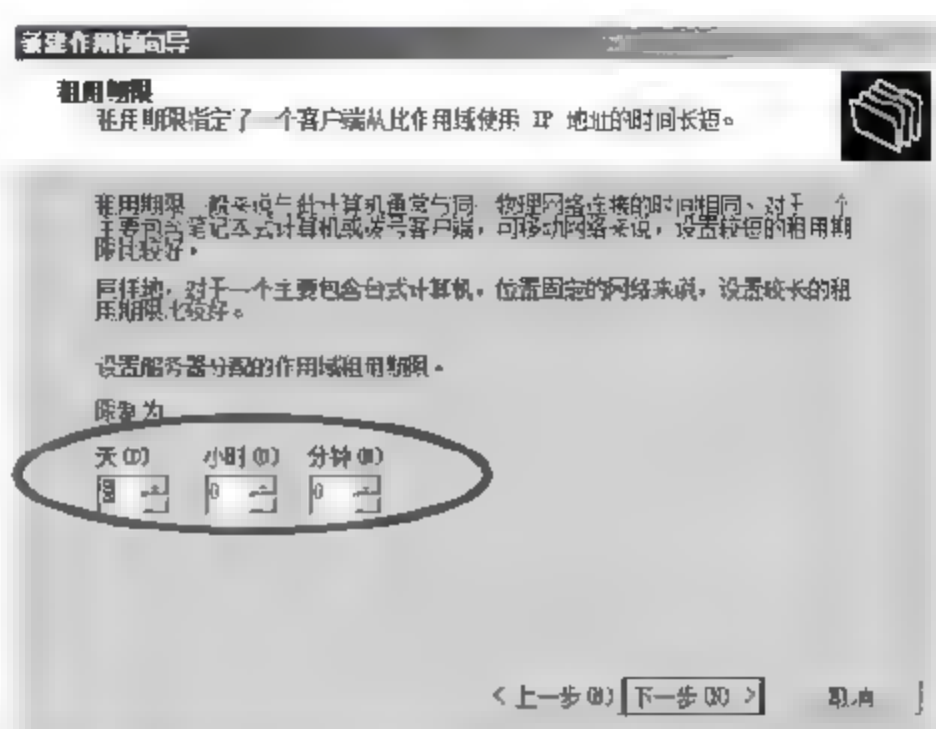 新建作用域向导
租用期限
租用期限指定了一个客户端从此作用域使用 IP 地址的时间长短。
租用期限一般来说与此计算机通常与同一物理网络连接的时间相同。对于一个
主要包含笔记本式计算机或拨号客户端，可移动网络来说，设置较短的租用期
限比较好。
同样地，对于一个主要包含台式计算机，位置固定的网络来说，设置较长的租
用期限比较好。
设置服务器分配的作用域租用期限。
限制为
天(D) 小时(O) 分钟(M)
8 0 0
< 上一步(B) 下一步(N) > 取消